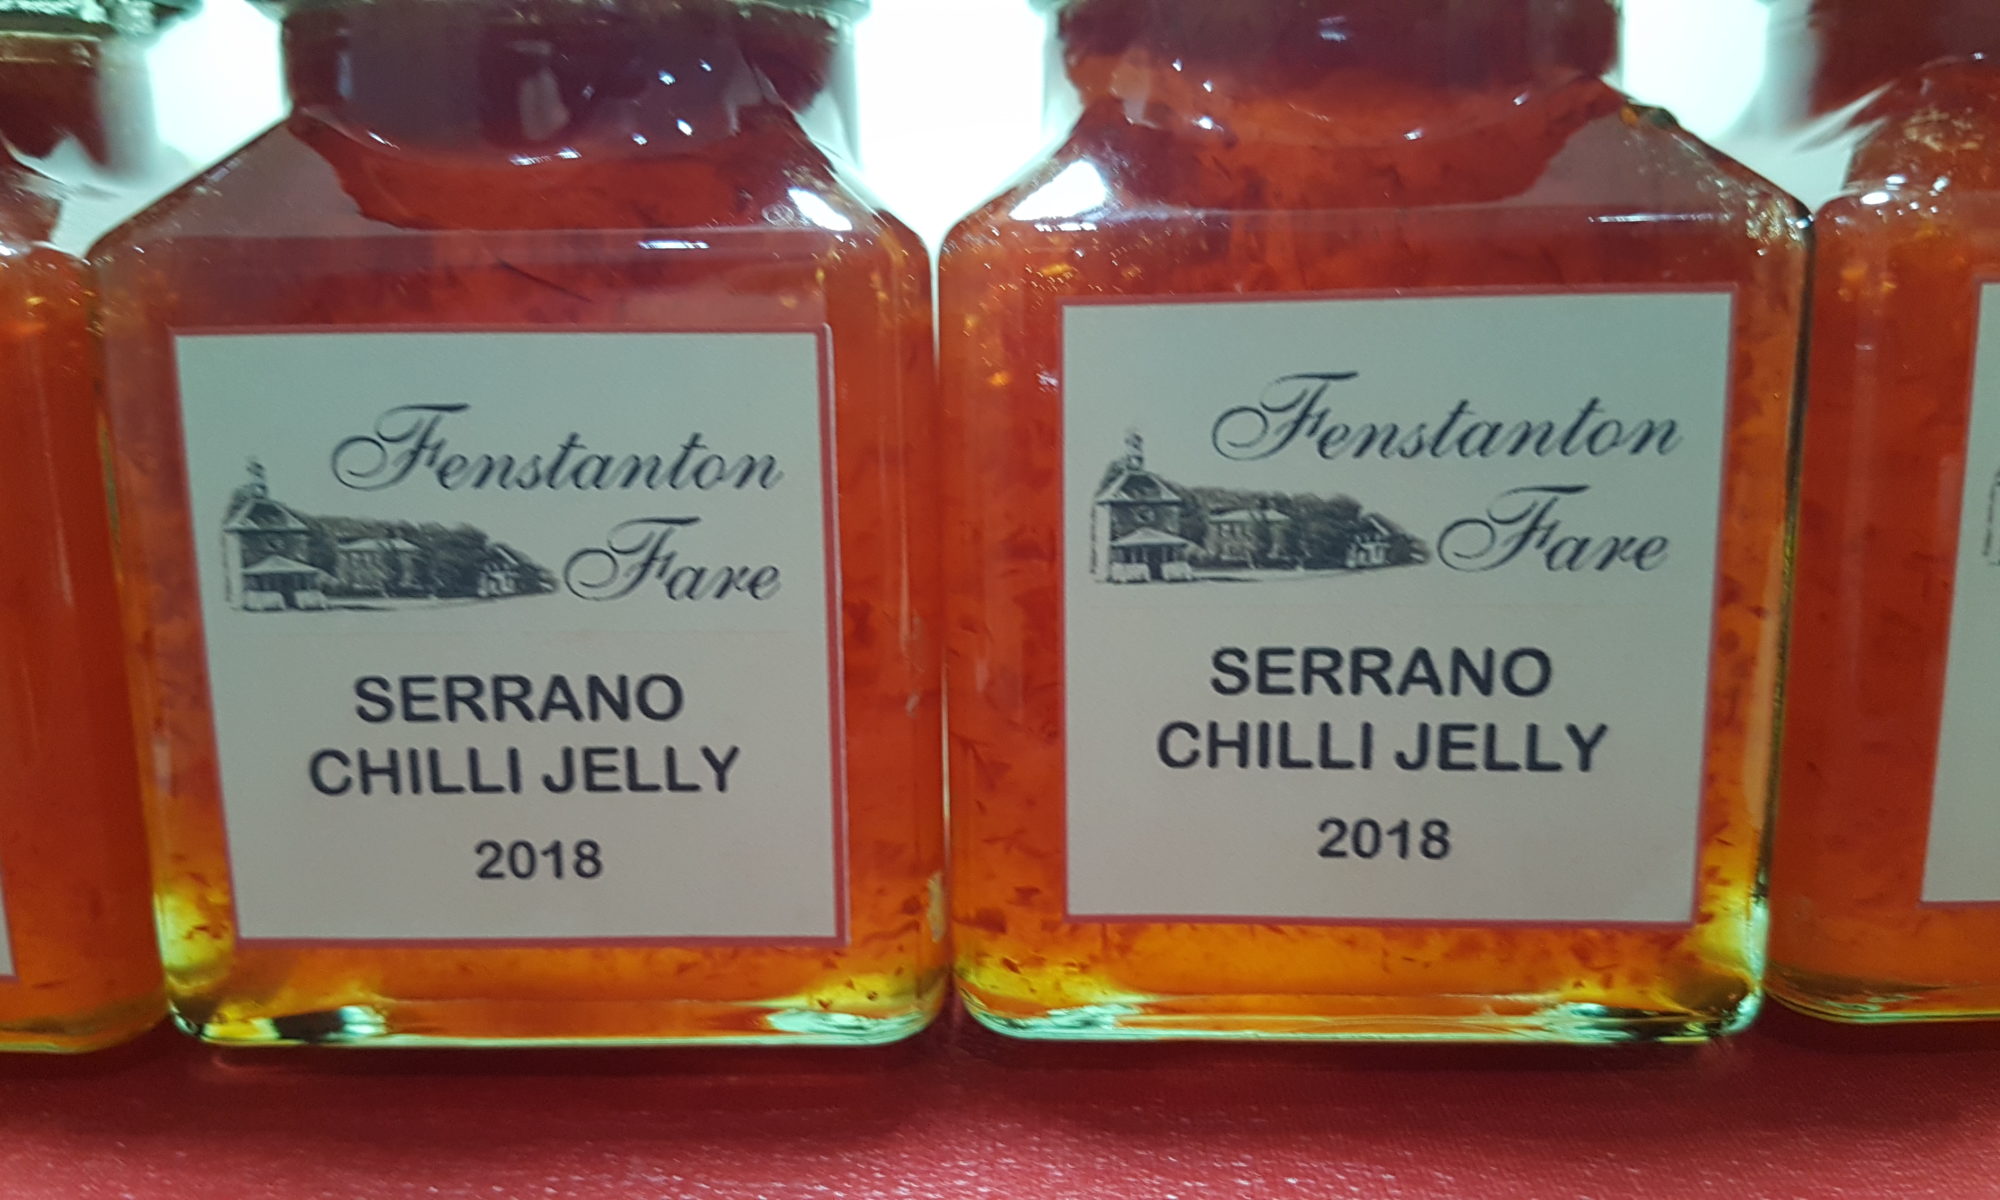 Fenstanton
Fare
SERRANO
CHILLI JELLY
2018
Fenstanton
Fare
SERRANO
CHILLI JELLY
2018